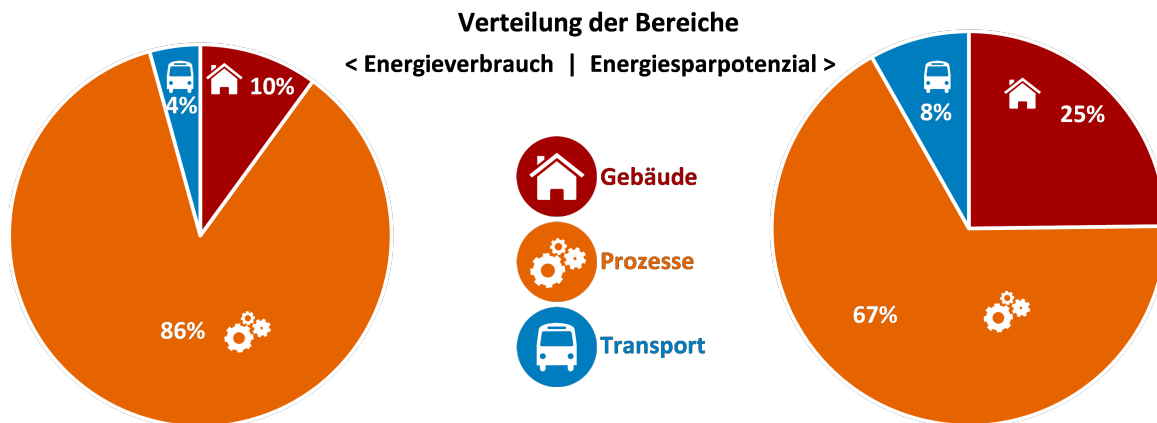 Verteilung der Bereiche
< Energieverbrauch | Energiesparpotenzial >
4%
10%
86%
Gebäude
Prozesse
Transport
8%
25%
67%